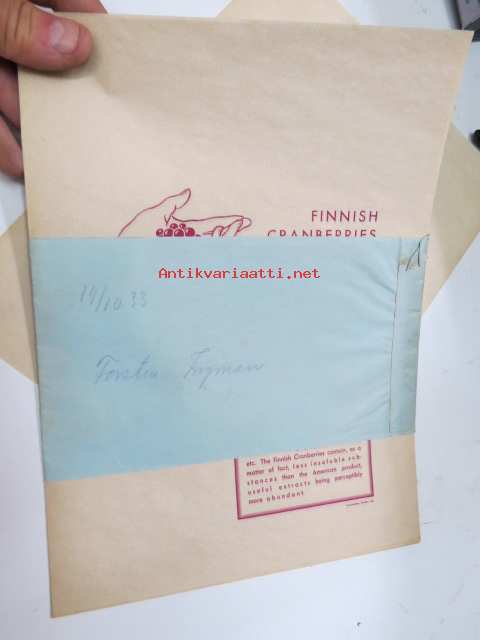 FINNISH
CRANBERRIES
Antikvariaatti.net
14/10 33
Torsten Fryman
etc. The Finnish Cranberries contain, as a
matter of fact, less insoluble sub-
stances than the American product,
useful extracts being perceptibly
more abundant.